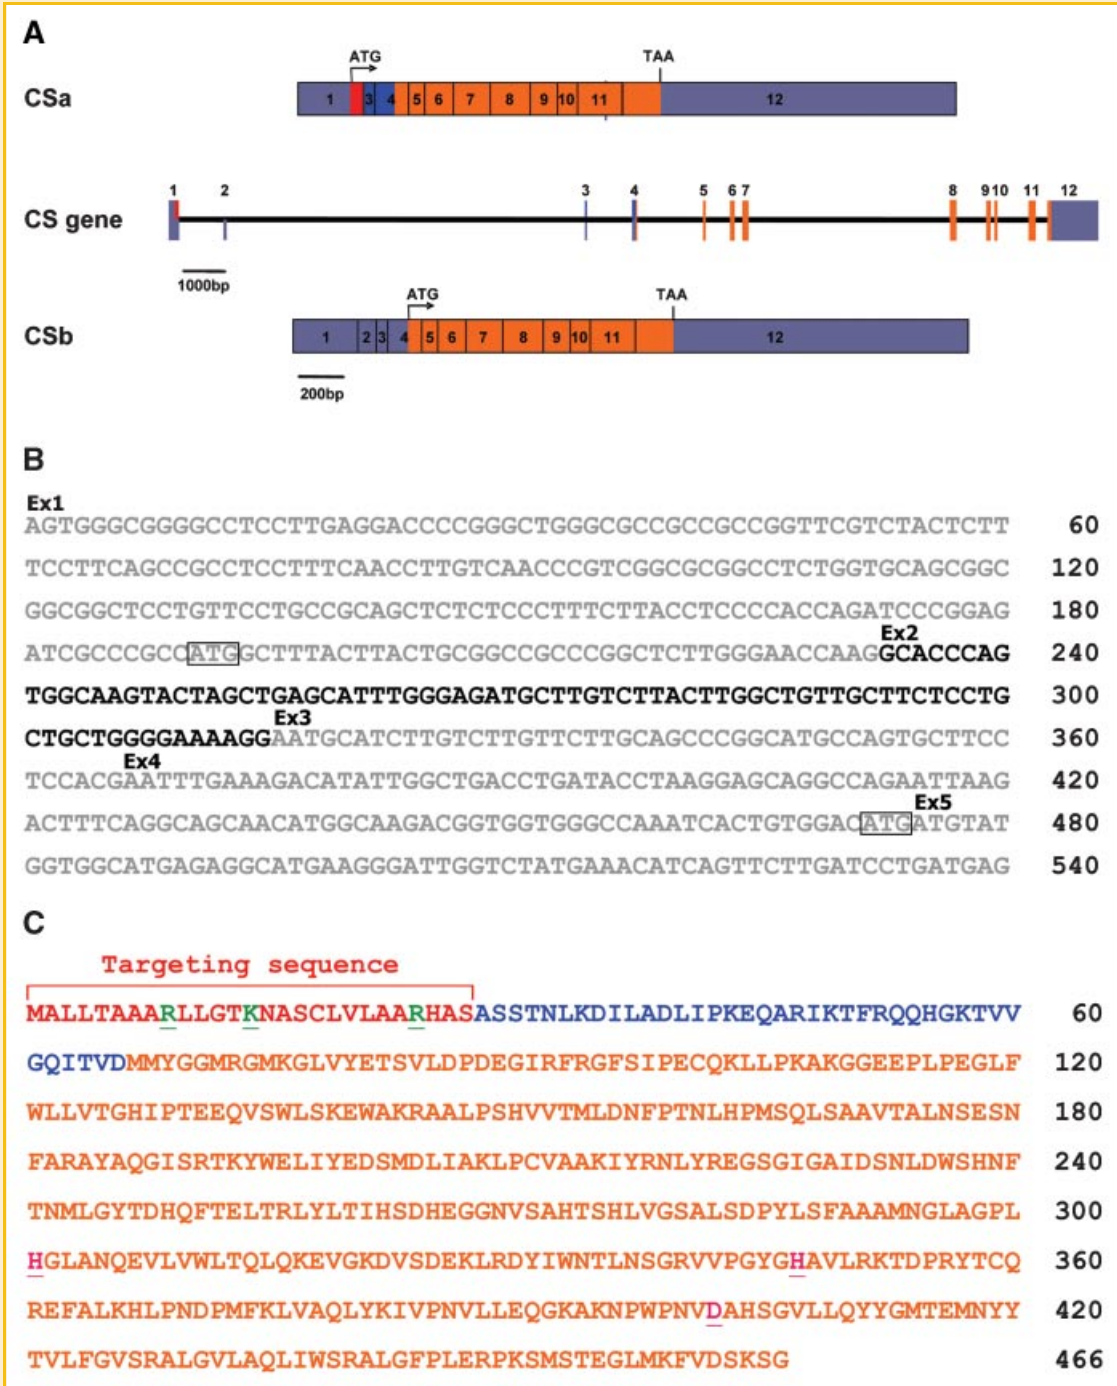 A
ATG TAA
CSa 1 3 4 5 6 7 8 9 10 11 12
1 2 3 4 5 6 7 8 9 10 11 12
CS gene
1000bp
ATG TAA
CSb 1 2 3 4 5 6 7 8 9 10 11 12
200bp
B
Ex1
AGTGGGCGGGGCCTCCTTGAGGACCCCGGGCTGGGCGCCGCCGCCGGTTCGTCTACTCTT 60
TCCTTCAGCCGCCTCCTTTCAACCTTGTCAACCCGTCGGCGCGGCCTCTGGTGCAGCGGC 120
GGCGGCTCCTGTTCCTGCCGCAGCTCTCTCCCTTTCTTACCTCCCCACCAGATCCCGGAG 180
Ex2
ATCGCCCGCCATGGCTTTACTTACTGCGGCCGCCCGGCTCTTGGGAACCAAGGCACCCAG 240
TGGCAAGTACTAGCTGAGCATTTGGGAGATGCTTGTCTTACTTGGCTGTTGCTTCTCCTG 300
Ex3
CTGCTGGGGAAAAGGAATGCATCTTGTCTTGTTCTTGCAGCCCGGCATGCCAGTGCTTCC 360
Ex4
TCCACGAATTTGAAAGACATATTGGCTGACCTGATACCTAAGGAGCAGGCCAGAATTAAG 420
Ex5
ACTTTCAGGCAGCAACATGGCAAGACGGTGGTGGGCCAAATCACTGTGGACATGATGTAT 480
GGTGGCATGAGAGGCATGAAGGGATTGGTCTATGAAACATCAGTTCTTGATCCTGATGAG 540
C
Targeting sequence
MALLTAAARLLGTKNASCLVLAARHASASSTNLKDILADLIPKEQARIKTFRQQHGKTVV 60
GQITVDMMYGGMRGMKGLVYETSVLDPDEGIRFRGFSIPECQKLLPKAKGGEEPLPEGLF 120
WLLVTGHIPTEEQVSWLSKEWAKRAALPSHVVTMLDNFPTNLHPMSQLSAAVTALNSESN 180
FARAYAQGISRTKYWELIYEDSMDLIAKLPCVAAKIYRNLYREGSGIGAIDSNLDWSHNF 240
TNMLGYTDHQFTELTRLYLTIHSDHEGGNVSAHTSHLVGSALSDPYLSFAAAMNGLAGPL 300
HGLANQEVLVWLTQLQKEVGKDVSDEKLRDYIWNTLNSGRVVPGYGHAVLRKTDPRYTCQ 360
REFALKHLPNDPMFKLVAQLYKIVPNVLLEQGKAKNPWPNVDAHSGVLLQYYGMTEMNYY 420
TVLFGVSRALGVLAQLIWSRALGFPLERPKSMSTEGLMKFVDSKSG 466